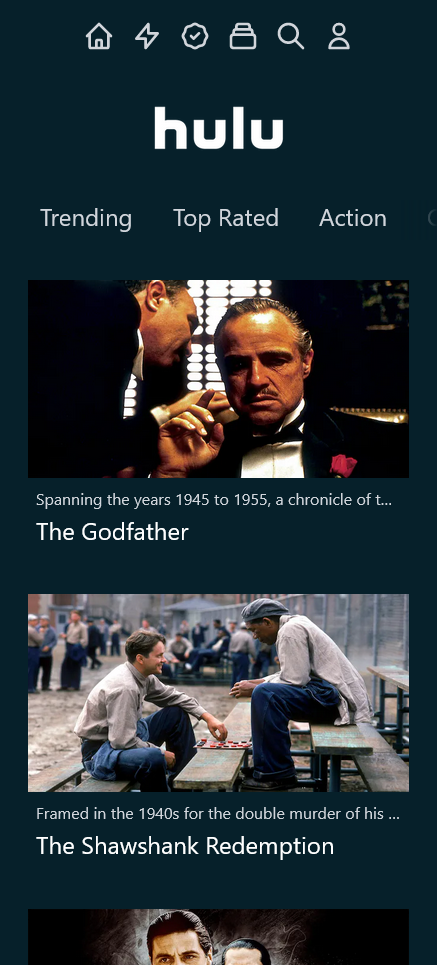 hulu
Trending Top Rated Action
Spanning the years 1945 to 1955, a chronicle of t...
The Godfather
Framed in the 1940s for the double murder of his ...
The Shawshank Redemption